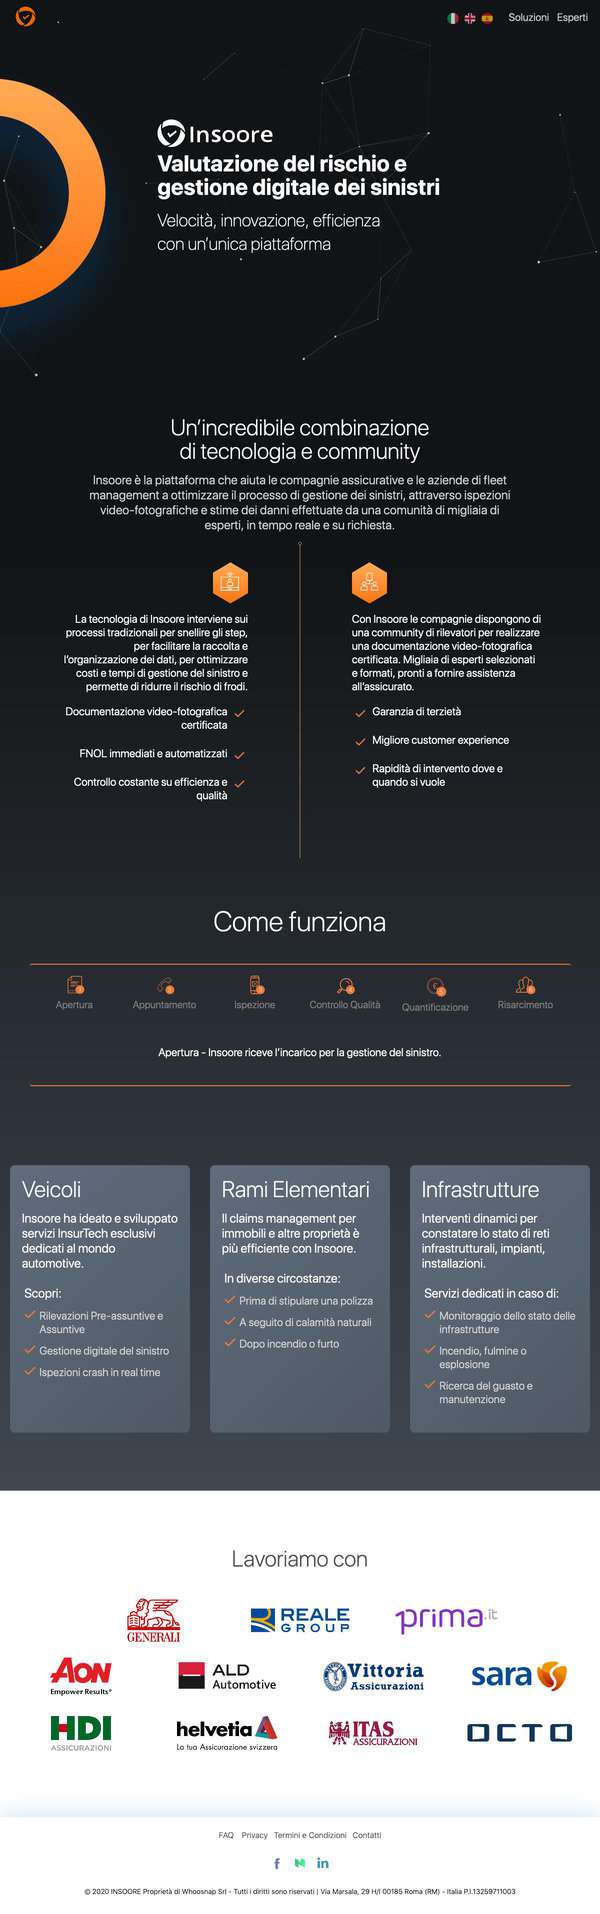 Soluzioni Esperti
Insoore
Valutazione del rischio e
gestione digitale dei sinistri
Velocità, innovazione, efficienza
con un'unica piattaforma
Un'incredibile combinazione
di tecnologia e community
Insoore è la piattaforma che aiuta le compagnie assicurative e le aziende di fleet
management a ottimizzare il processo di gestione dei sinistri, attraverso ispezioni
video-fotografiche e stime dei danni effettuate da una comunità di migliaia di
esperti, in tempo reale e su richiesta.
La tecnologia di Insoore interviene sui
processi tradizionali per snellire gli step,
per facilitare la raccolta e
l'organizzazione dei dati, per ottimizzare
costi e tempi di gestione del sinistro e
permette di ridurre il rischio di frodi.
Documentazione video-fotografica
certificata
FNOL immediati e automatizzati
Controllo costante su efficienza e
qualità
Con Insoore le compagnie dispongono di
una community di rilevatori per realizzare
una documentazione video-fotografica
certificata. Migliaia di esperti selezionati
e formati, pronti a fornire assistenza
all'assicurato.
Garanzia di terzietà
Migliore customer experience
Rapidità di intervento dove e
quando si vuole
Come funziona
Apertura
Appuntamento
Ispezione
Controllo Qualità
Quantificazione
Risarcimento
Apertura - Insoore riceve l'incarico per la gestione del sinistro.
Veicoli
Insoore ha ideato e sviluppato
servizi InsurTech esclusivi
dedicati al mondo
automotive.
Scopri:
Rilevazioni Pre-assuntive e
Assuntive
Gestione digitale del sinistro
Ispezioni crash in real time
Rami Elementari
Il claims management per
immobili e altre proprietà è
più efficiente con Insoore.
In diverse circostanze:
Prima di stipulare una polizza
A seguito di calamità naturali
Dopo incendio o furto
Infrastrutture
Interventi dinamici per
constatare lo stato di reti
infrastrutturali, impianti,
installazioni.
Servizi dedicati in caso di:
Monitoraggio dello stato delle
infrastrutture
Incendio, fulmine o
esplosione
Ricerca del guasto e
manutenzione
Lavoriamo con
GENERALI
REALE
GROUP
prima.it
AON
Empower Results®
ALD
Automotive
Vittoria
Assicurazioni
sara
HDI
ASSICURAZIONI
helvetia
La tua Assicurazione svizzera
ITAS
ASSICURAZIONI
OCTO
FAQ Privacy Termini e Condizioni Contatti
© 2020 INSOORE Proprietà di Whoosnap Srl - Tutti i diritti sono riservati | Via Marsala, 29 H/I 00185 Roma (RM) - Italia P.I.13259711003